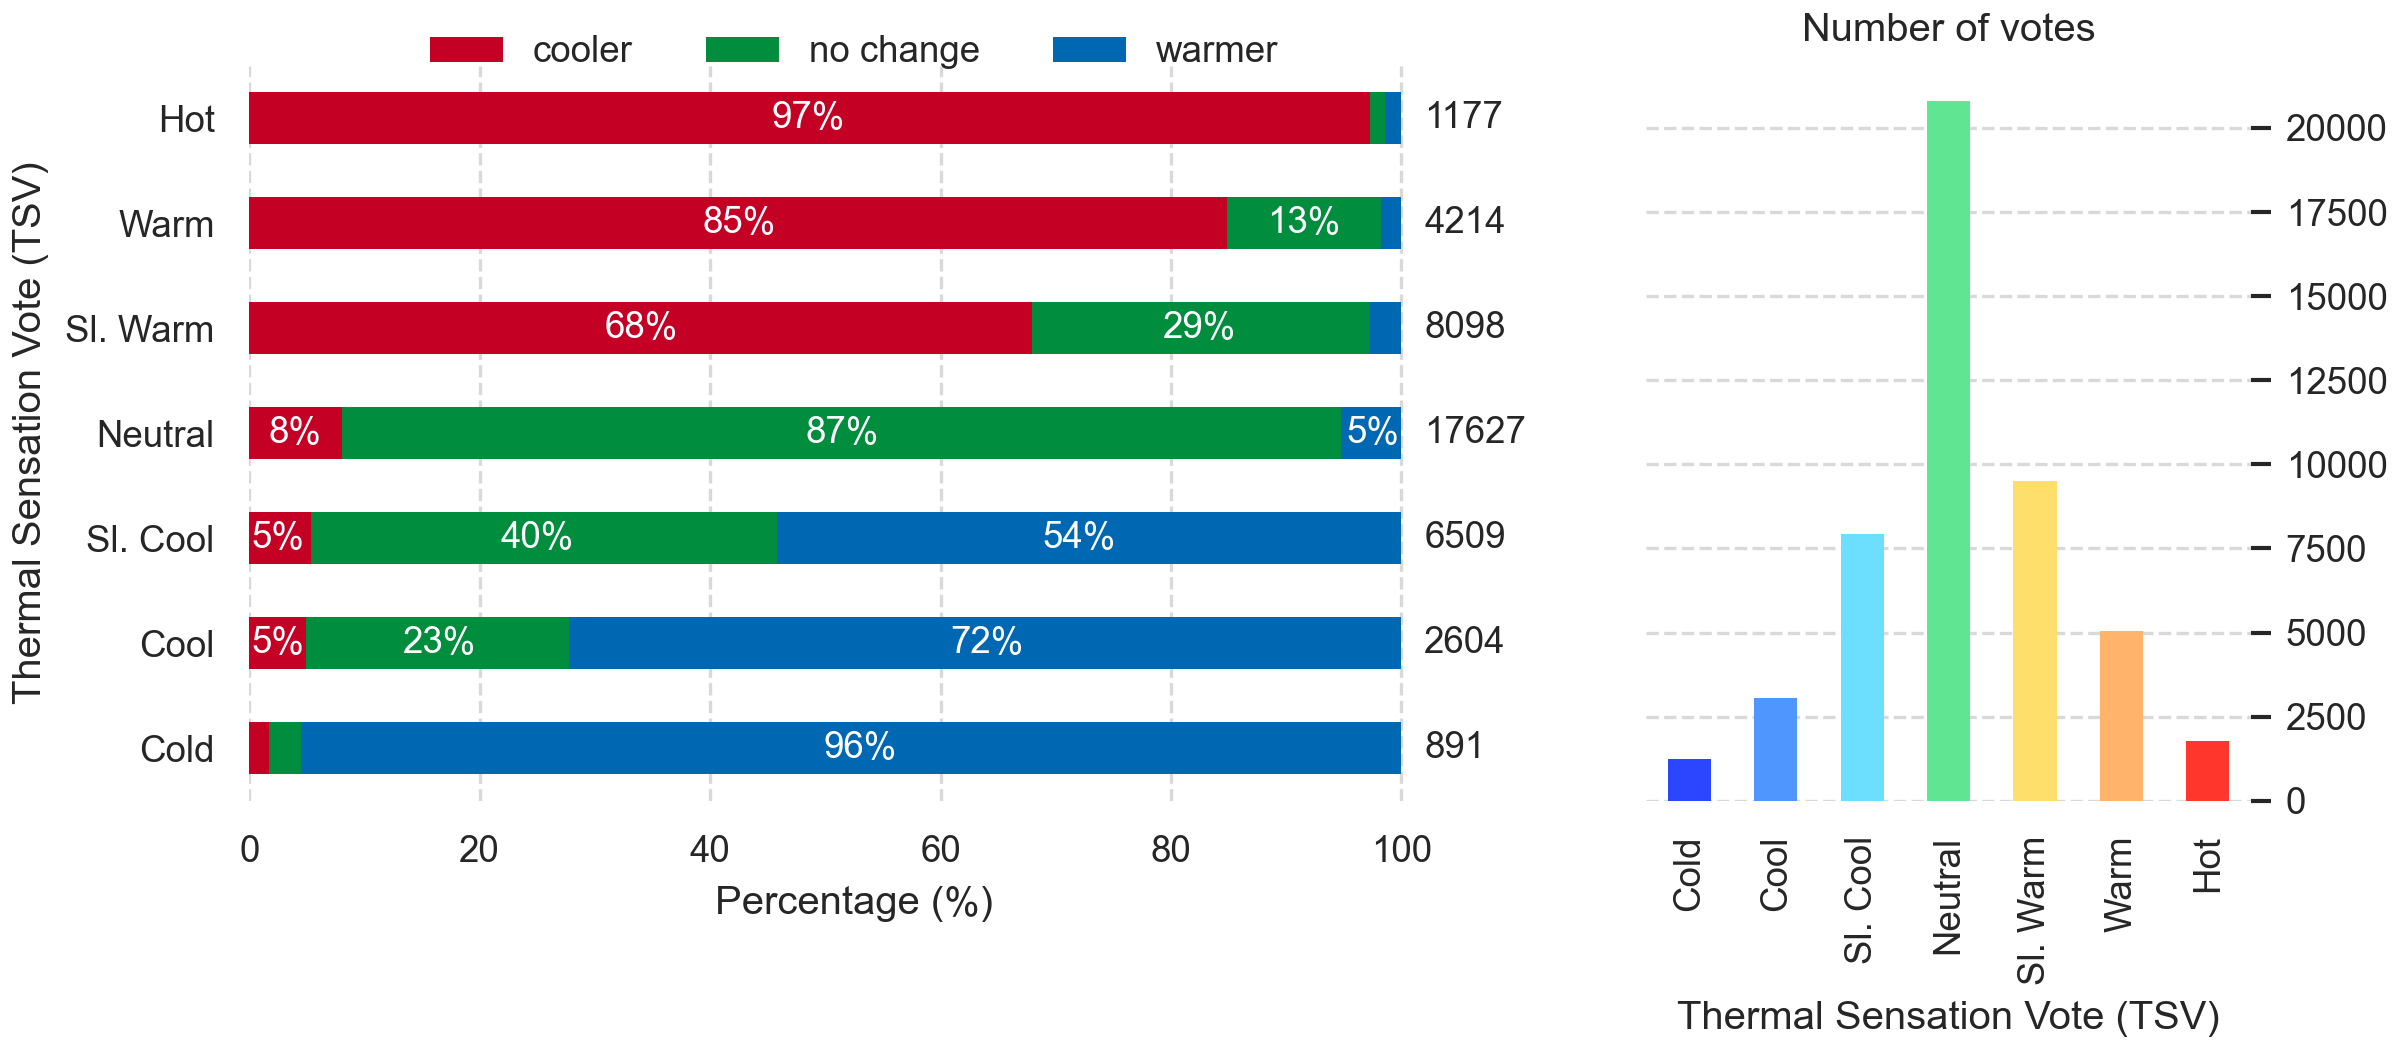 cooler no change warmer
Thermal Sensation Vote (TSV)
Hot 97% 1177
Warm 85% 13% 4214
Sl. Warm 68% 29% 8098
Neutral 8% 87% 5% 17627
Sl. Cool 5% 40% 54% 6509
Cool 5% 23% 72% 2604
Cold 96% 891
0 20 40 60 80 100
Percentage (%)
Number of votes
20000
17500
15000
12500
10000
7500
5000
2500
0
Cold
Cool
Sl. Cool
Neutral
Sl. Warm
Warm
Hot
Thermal Sensation Vote (TSV)